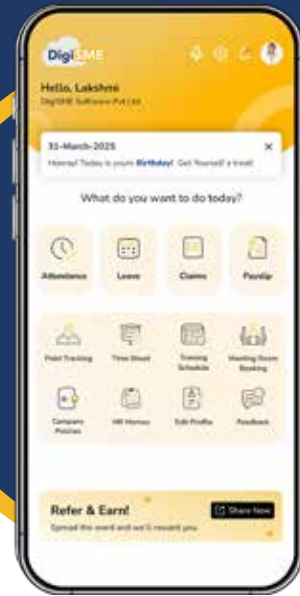 DigiSME
Hello, Lakshmi
DigiSME Software Pvt Ltd
31-March-2025
Hooray! Today is yours Birthday! Get Yourself a treat!
What do you want to do today?
Attendance Leave Claims Payslip
Field Tracking Time Sheet Training Schedule Meeting Room Booking
Company Policies HR Memos Edit Profile Feedback
Refer & Earn!
Share Now
Spread the word and we'll reward you